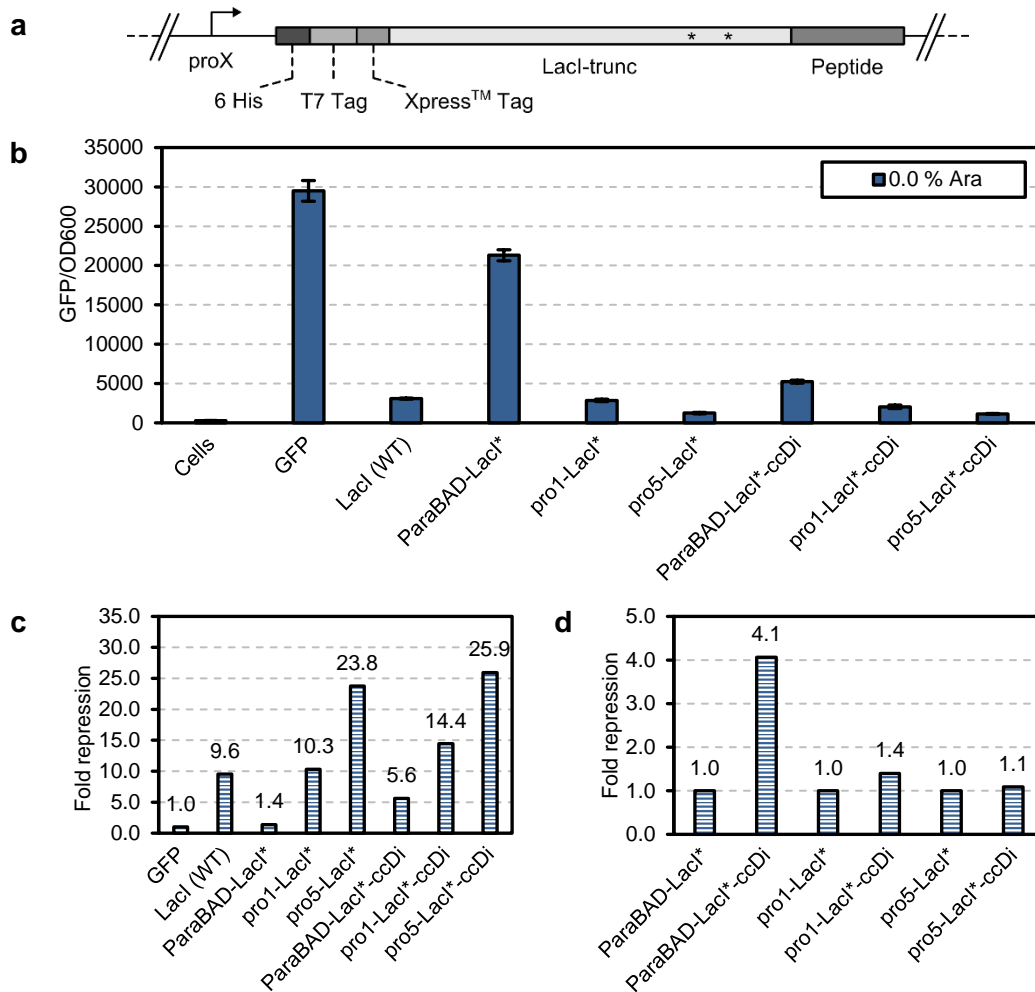 a
* *
proX
LacI-trunc
Peptide
6 His
T7 Tag
Xpress™ Tag
b
35000
30000
25000
20000
15000
10000
5000
0
GFP/OD600
0.0 % Ara
Cells
GFP
LacI (WT)
ParaBAD-LacI*
pro1-LacI*
pro5-LacI*
ParaBAD-LacI*-ccDi
pro1-LacI*-ccDi
pro5-LacI*-ccDi
c
35.0
30.0
25.0
20.0
15.0
10.0
5.0
0.0
Fold repression
1.0
9.6
1.4
10.3
23.8
5.6
14.4
25.9
GFP
LacI (WT)
ParaBAD-LacI*
pro1-LacI*
pro5-LacI*
ParaBAD-LacI*-ccDi
pro1-LacI*-ccDi
pro5-LacI*-ccDi
d
5.0
4.0
3.0
2.0
1.0
0.0
Fold repression
1.0
4.1
1.0
1.4
1.0
1.1
ParaBAD-LacI*
ParaBAD-LacI*-ccDi
pro1-LacI*
pro1-LacI*-ccDi
pro5-LacI*
pro5-LacI*-ccDi